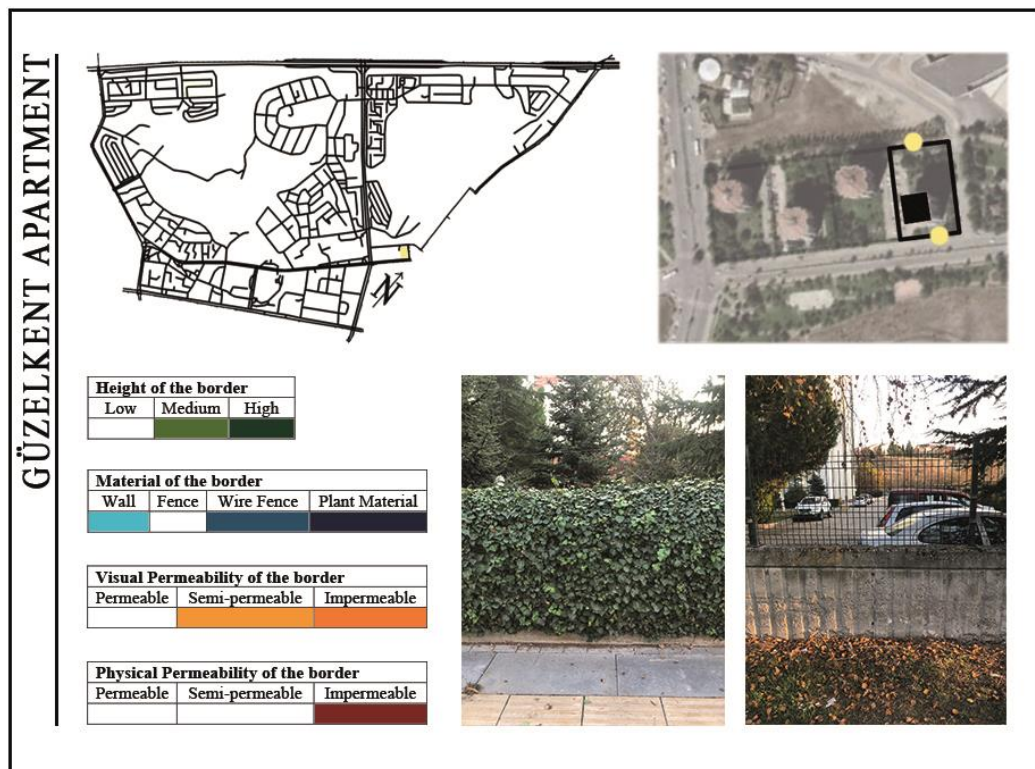 GÜZELKENT APARTMENT
N
Height of the border
Low Medium High
Material of the border
Wall Fence Wire Fence Plant Material
Visual Permeability of the border
Permeable Semi-permeable Impermeable
Physical Permeability of the border
Permeable Semi-permeable Impermeable